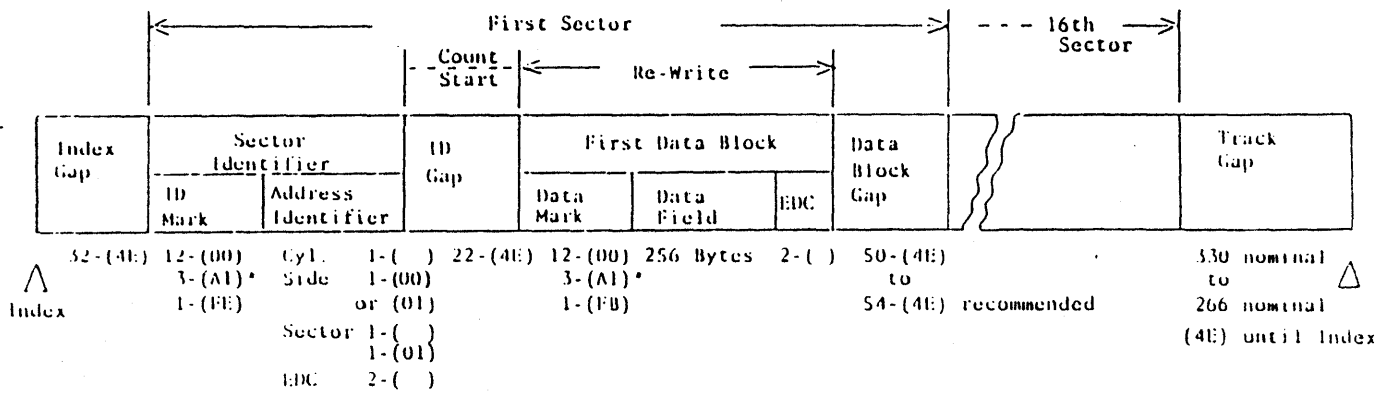 First Sector
- - - 16th
Sector
Count
Start
Re-Write
Index
Gap
Sector
Identifier
ID
Mark
Address
Identifier
ID
Gap
First Data Block
Data
Mark
Data
Field
EDC
Data
Block
Gap
Track
Gap
32-(4E) 12-(00) Cyl. 1-( ) 22-(4E) 12-(00) 256 Bytes 2-( ) 50-(4E) 330 nominal
3-(A1)* Side 1-(00) 3-(A1)* to to
Index 1-(FE) or (01) 1-(FB) 54-(4E) recommended 266 nominal
Sector 1-( ) (4E) until Index
1-(01)
EDC 2-( )